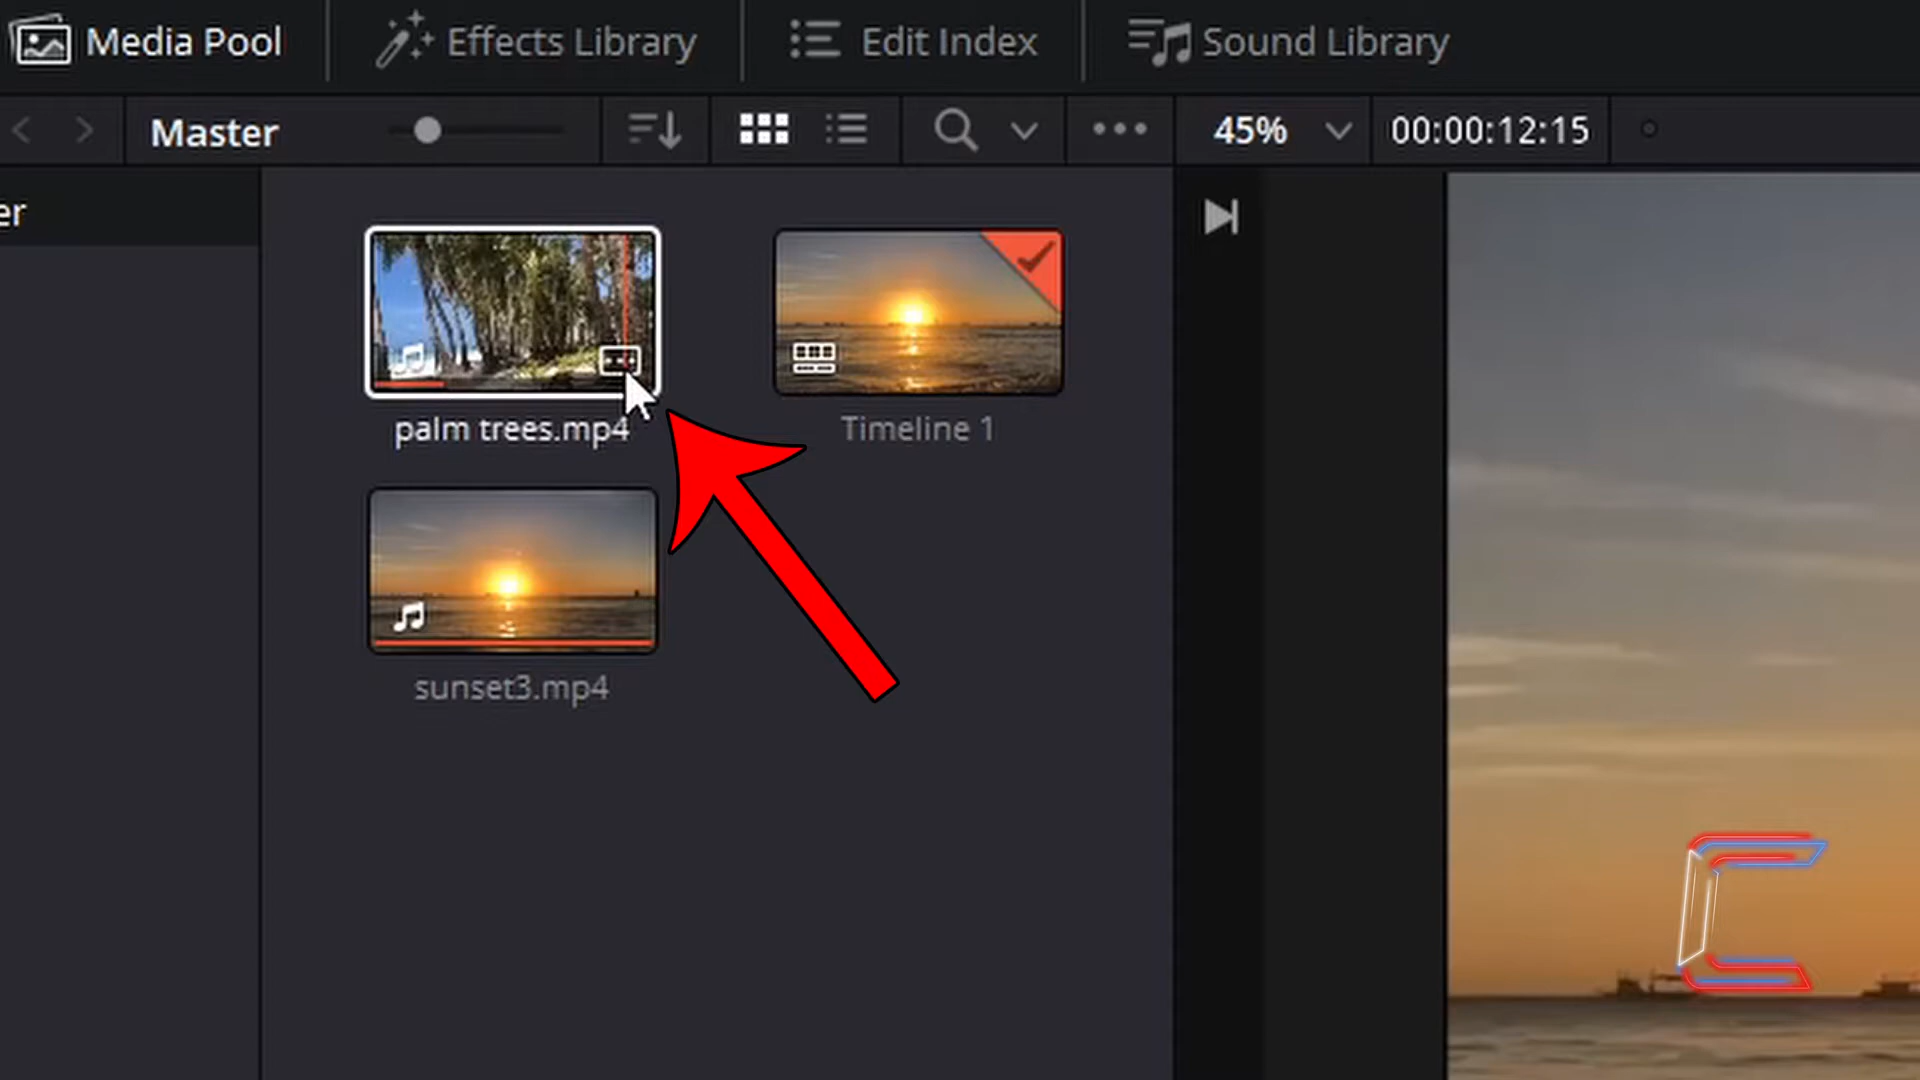 Media Pool
Effects Library
Edit Index
Sound Library
Master
45%
00:00:12:15
er
palm trees.mp4
Timeline 1
sunset3.mp4